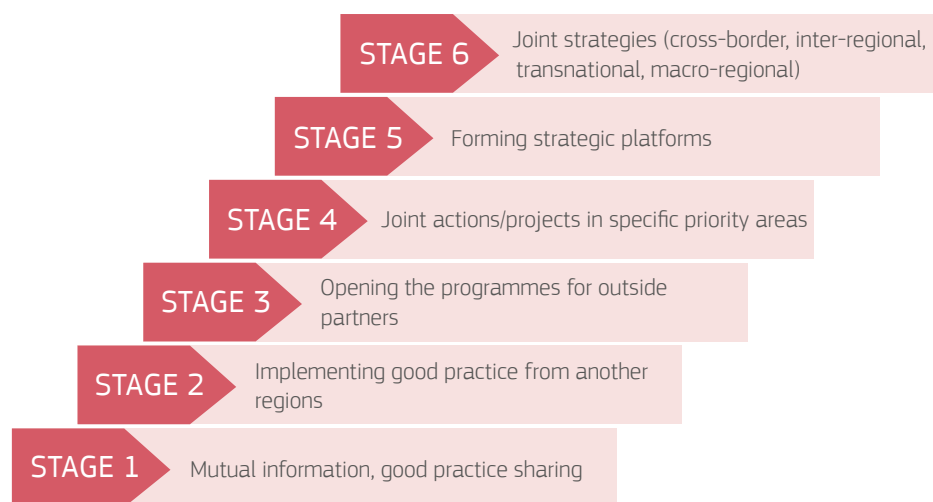 STAGE 6
Joint strategies (cross-border, inter-regional,
transnational, macro-regional)
STAGE 5
Forming strategic platforms
STAGE 4
Joint actions/projects in specific priority areas
STAGE 3
Opening the programmes for outside
partners
STAGE 2
Implementing good practice from another
regions
STAGE 1
Mutual information, good practice sharing